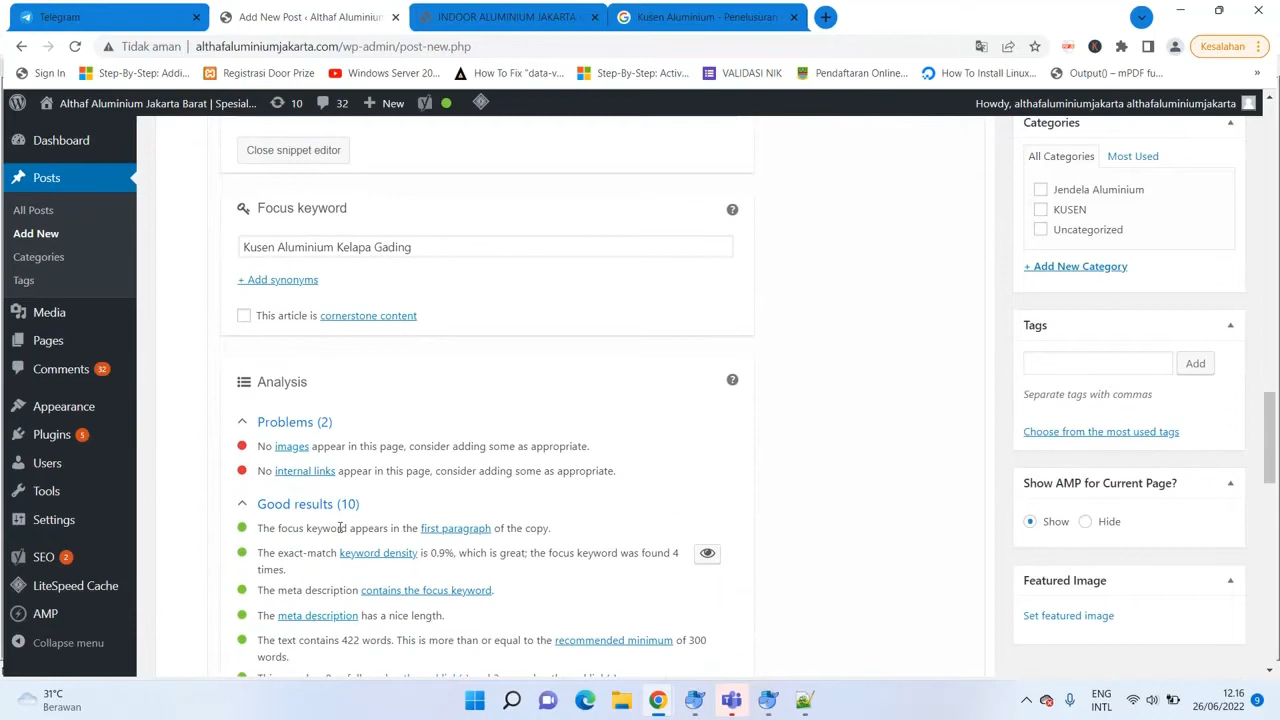 Telegram
Add New Post ‹ Althaf Aluminium
INDOOR ALUMINIUM JAKARTA
Kusen Aluminium - Penelusuran
Tidak aman
althafaluminiumjakarta.com/wp-admin/post-new.php
Kesalahan
Sign In
Step-By-Step: Addi...
Registrasi Door Priz...
Windows Server 20...
How To Fix "data-v...
Step-By-Step: Activ...
VALIDASI NIK
Pendaftaran Online...
How To Install Linux...
Output() – mPDF fu...
»
Althaf Aluminium Jakarta Barat | Spesial...
10
32
New
Howdy, althafaluminiumjakarta althafaluminiumjakarta
Dashboard
Posts
All Posts
Add New
Categories
Tags
Media
Pages
Comments 32
Appearance
Plugins 5
Users
Tools
Settings
SEO 2
LiteSpeed Cache
AMP
Collapse menu
Close snippet editor
Focus keyword
Kusen Aluminium Kelapa Gading
+ Add synonyms
This article is cornerstone content
Analysis
Problems (2)
No images appear in this page, consider adding some as appropriate.
No internal links appear in this page, consider adding some as appropriate.
Good results (10)
The focus keyword appears in the first paragraph of the copy.
The exact-match keyword density is 0.9%, which is great; the focus keyword was found 4
times.
The meta description contains the focus keyword.
The meta description has a nice length.
The text contains 422 words. This is more than or equal to the recommended minimum of 300
words.
Categories
All Categories
Most Used
Jendela Aluminium
KUSEN
Uncategorized
+ Add New Category
Tags
Add
Separate tags with commas
Choose from the most used tags
Show AMP for Current Page?
Show
Hide
Featured Image
Set featured image
31°C
Berawan
ENG
INTL
12.16
26/06/2022
9